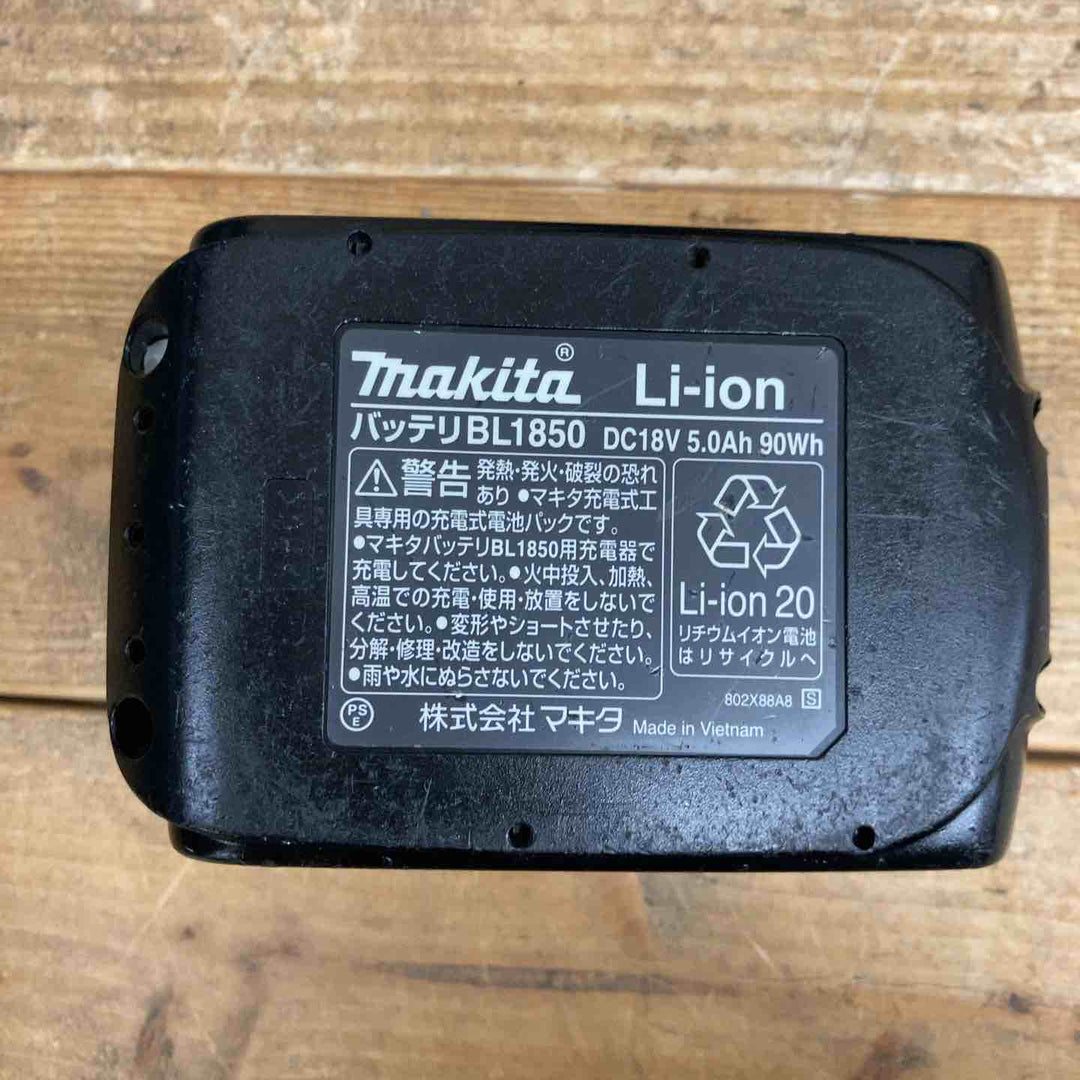 makita® Li-ion
バッテリBL1850 DC18V 5.0Ah 90Wh
警告 発熱・発火・破裂の恐れ
あり ●マキタ充電式工
具専用の充電式電池パックです。
●マキタバッテリBL1850用充電器で
充電してください。●火中投入、加熱、
高温での充電・使用・放置をしないで
ください。●変形やショートさせたり、
分解・修理・改造をしないでください。
●雨や水にぬらさないでください。
Li-ion 20
リチウムイオン電池
はリサイクルへ
802X88A8 S
PS
E
株式会社 マキタ Made in Vietnam